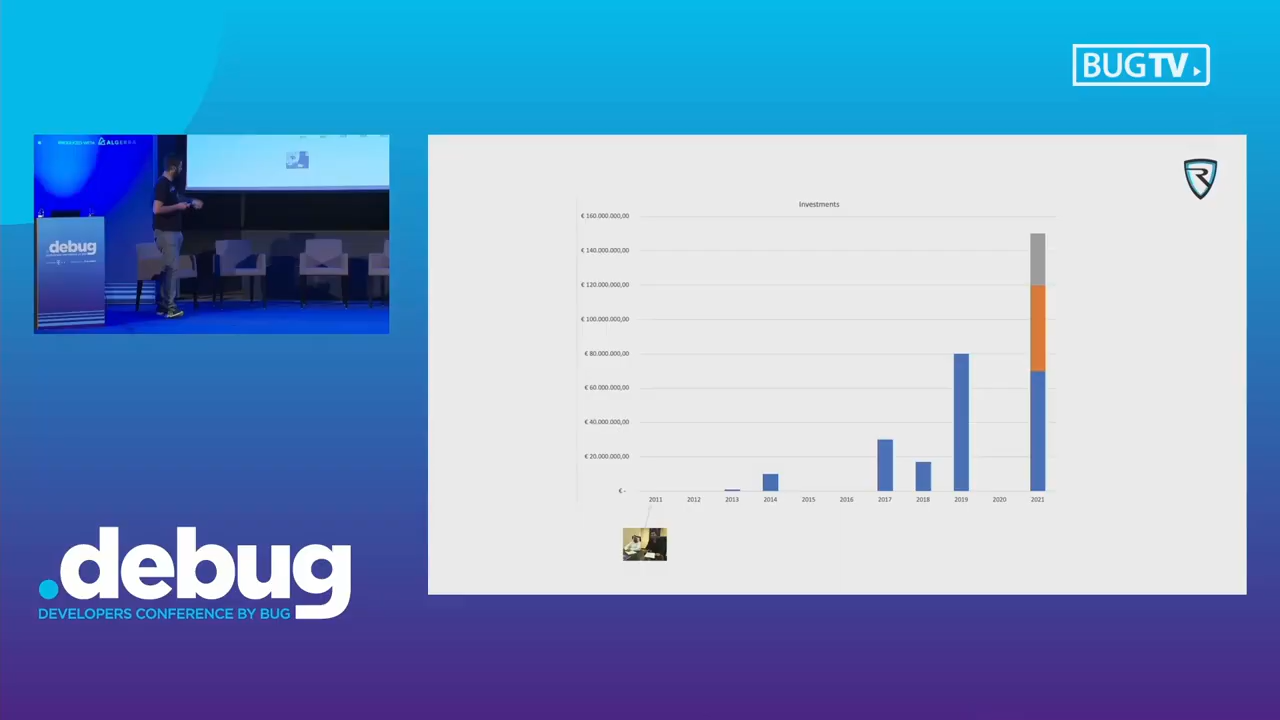 BUGTV
ALGEBRA
.debug
Investments
€ 160.000.000,00
€ 140.000.000,00
€ 120.000.000,00
€ 100.000.000,00
€ 80.000.000,00
€ 60.000.000,00
€ 40.000.000,00
€ 20.000.000,00
€ -
2011 2012 2013 2014 2015 2016 2017 2018 2019 2020 2021
R
.debug
DEVELOPERS CONFERENCE BY BUG